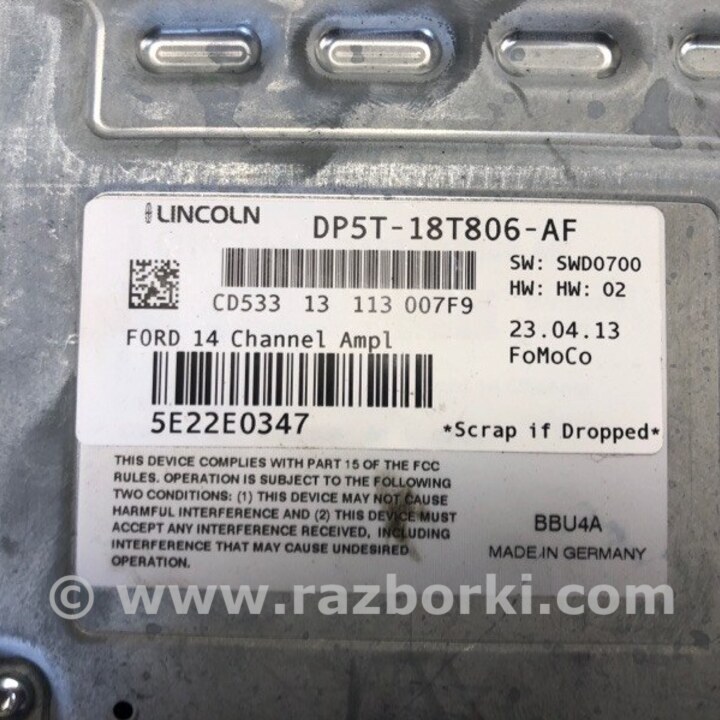 LINCOLN
DP5T-18T806-AF
SW: SWD0700
HW: HW: 02
CD533 13 113 007F9
23.04.13
FoMoCo
FORD 14 Channel Ampl
5E22E0347
*Scrap if Dropped*
THIS DEVICE COMPLIES WITH PART 15 OF THE FCC
RULES. OPERATION IS SUBJECT TO THE FOLLOWING
TWO CONDITIONS: (1) THIS DEVICE MAY NOT CAUSE
HARMFUL INTERFERENCE AND (2) THIS DEVICE MUST
ACCEPT ANY INTERFERENCE RECEIVED, INCLUDING
INTERFERENCE THAT MAY CAUSE UNDESIRED
OPERATION.
BBU4A
MADE IN GERMANY
© www.razborki.com